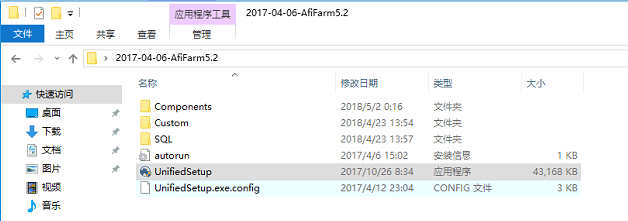 应用程序工具 2017-04-06-AfiFarm5.2
文件 主页 共享 查看 管理
2017-04-06-AfiFarm5.2
快速访问
桌面
下载
文档
图片
视频
音乐
名称 修改日期 类型 大小
Components 2018/5/2 0:16 文件夹
Custom 2018/4/23 13:54 文件夹
SQL 2018/4/23 13:57 文件夹
autorun 2017/4/6 15:02 安装信息 1 KB
UnifiedSetup 2017/10/26 8:34 应用程序 43,168 KB
UnifiedSetup.exe.config 2017/4/12 23:04 CONFIG 文件 3 KB